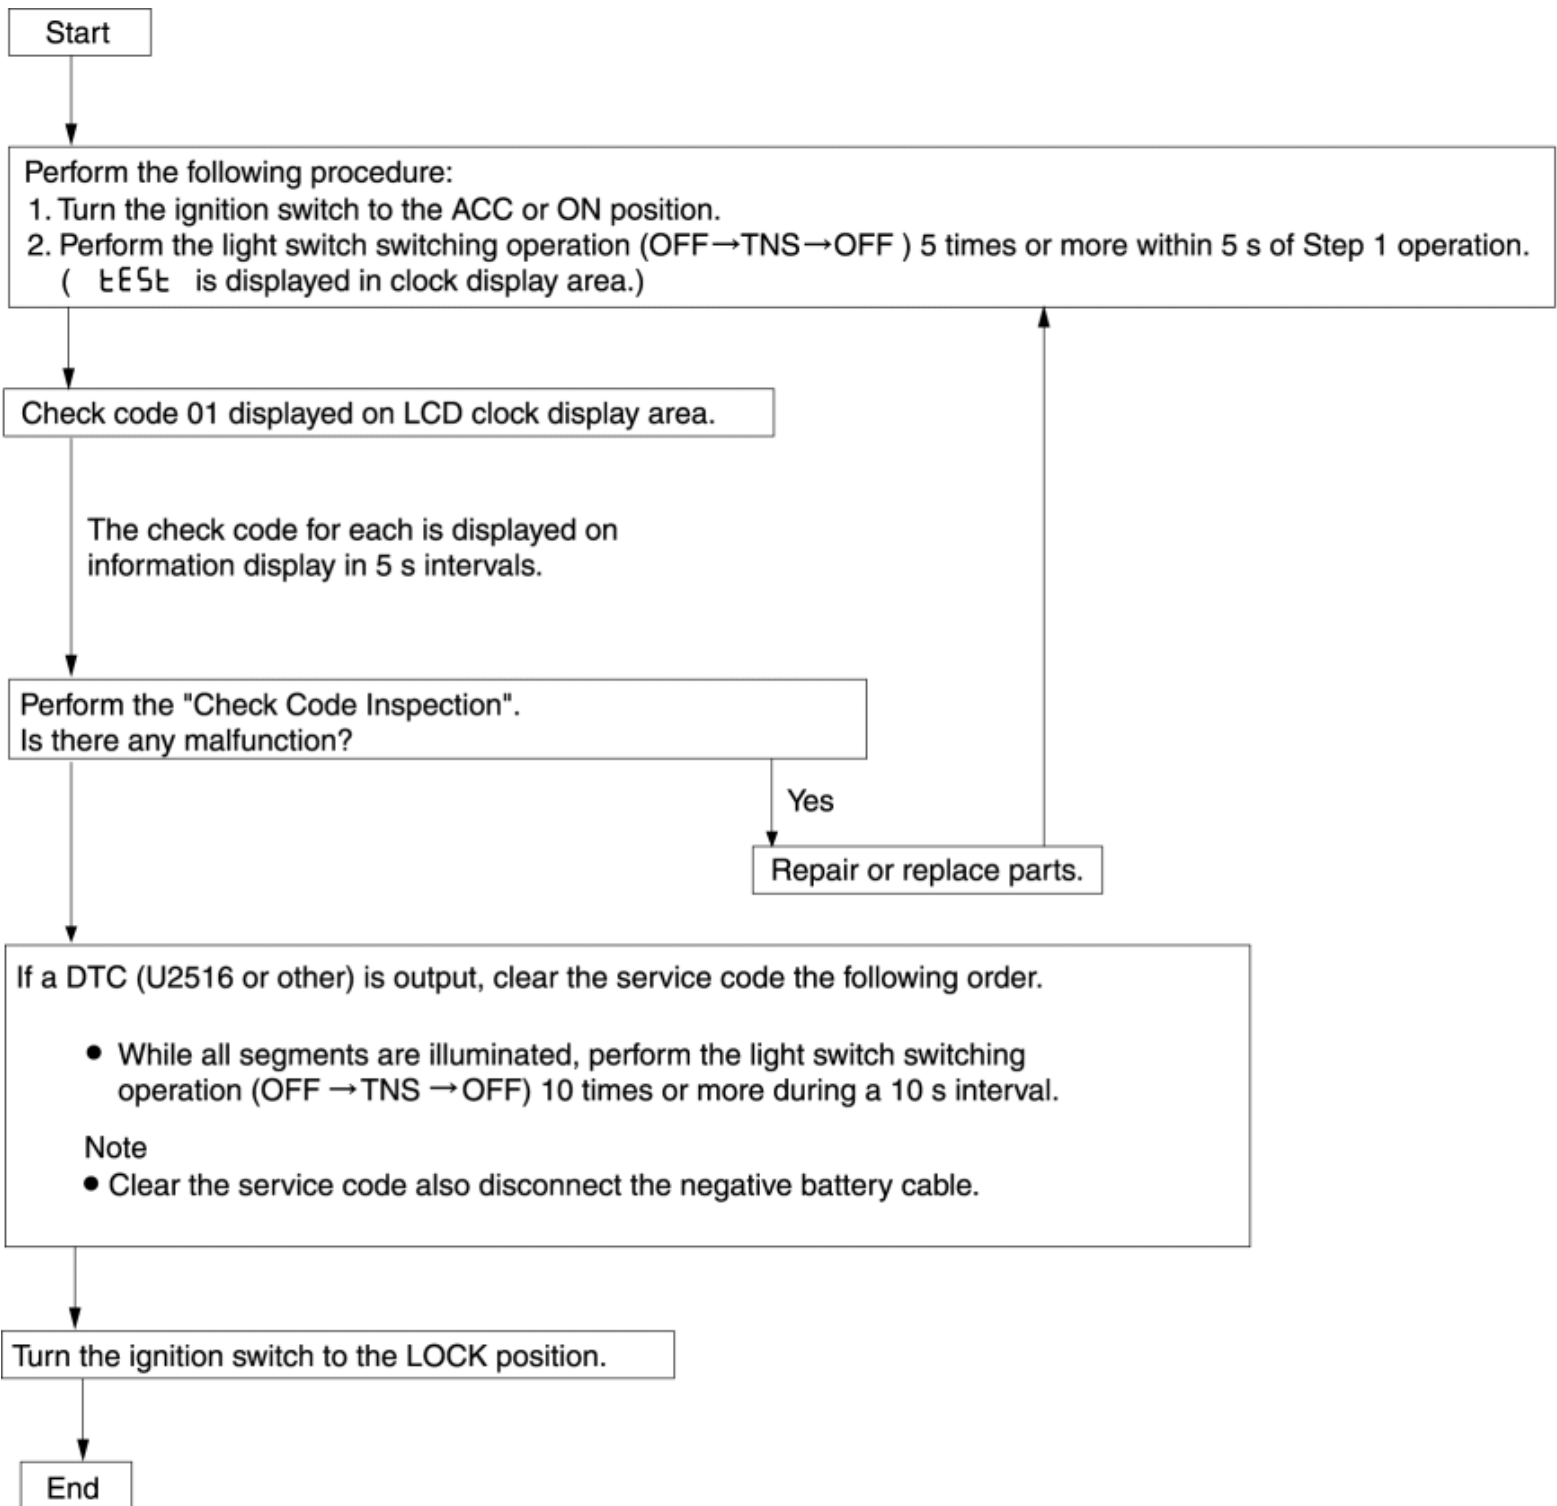 Start
Perform the following procedure:
1. Turn the ignition switch to the ACC or ON position.
2. Perform the light switch switching operation (OFF→TNS→OFF ) 5 times or more within 5 s of Step 1 operation.
( tESt is displayed in clock display area.)
Check code 01 displayed on LCD clock display area.
The check code for each is displayed on
information display in 5 s intervals.
Perform the "Check Code Inspection".
Is there any malfunction?
Yes
Repair or replace parts.
If a DTC (U2516 or other) is output, clear the service code the following order.
● While all segments are illuminated, perform the light switch switching
operation (OFF →TNS →OFF) 10 times or more during a 10 s interval.
Note
● Clear the service code also disconnect the negative battery cable.
Turn the ignition switch to the LOCK position.
End